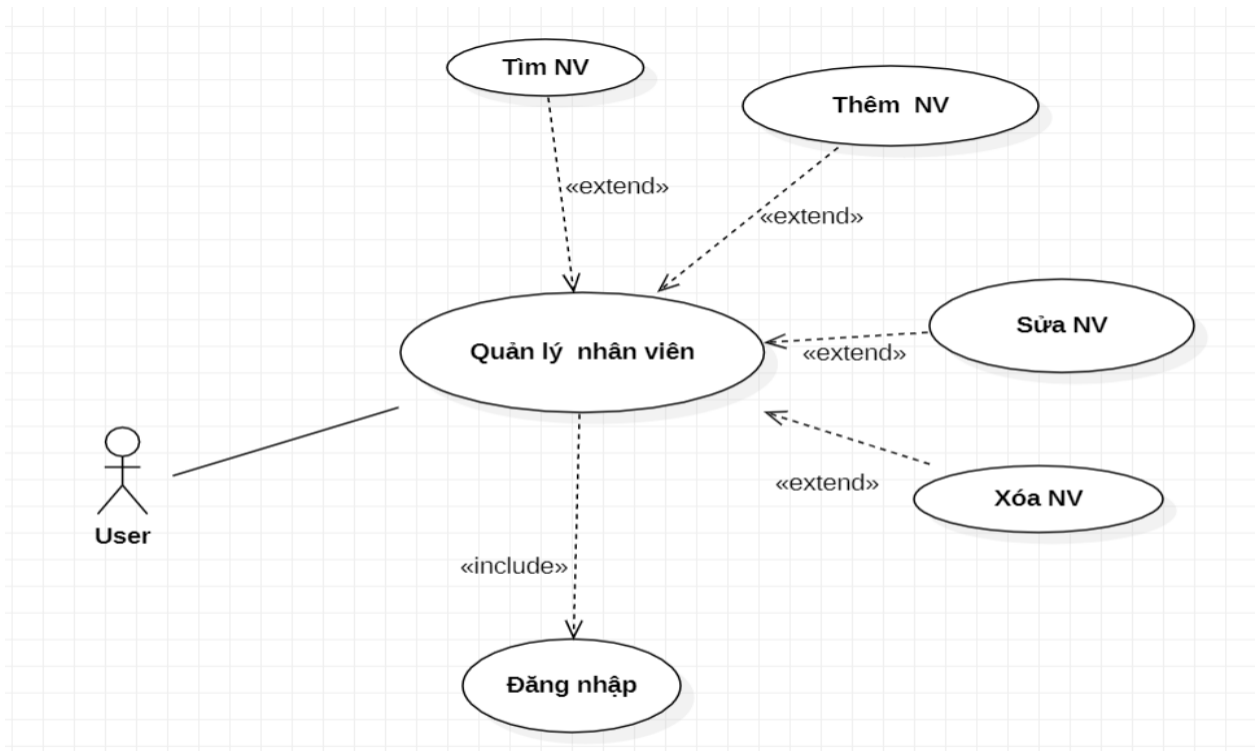 Tìm NV
Thêm NV
«extend»
«extend»
Sửa NV
Quản lý nhân viên
«extend»
«extend»
Xóa NV
User
«include»
Đăng nhập